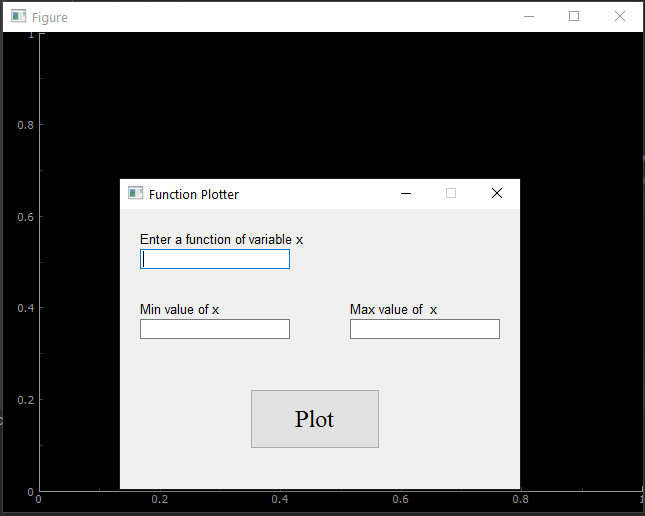 Figure
1
0.8
Function Plotter
0.6
Enter a function of variable x
0.4
Min value of x
Max value of  x
0.2
Plot
0
0
0.2
0.4
0.6
0.8
1